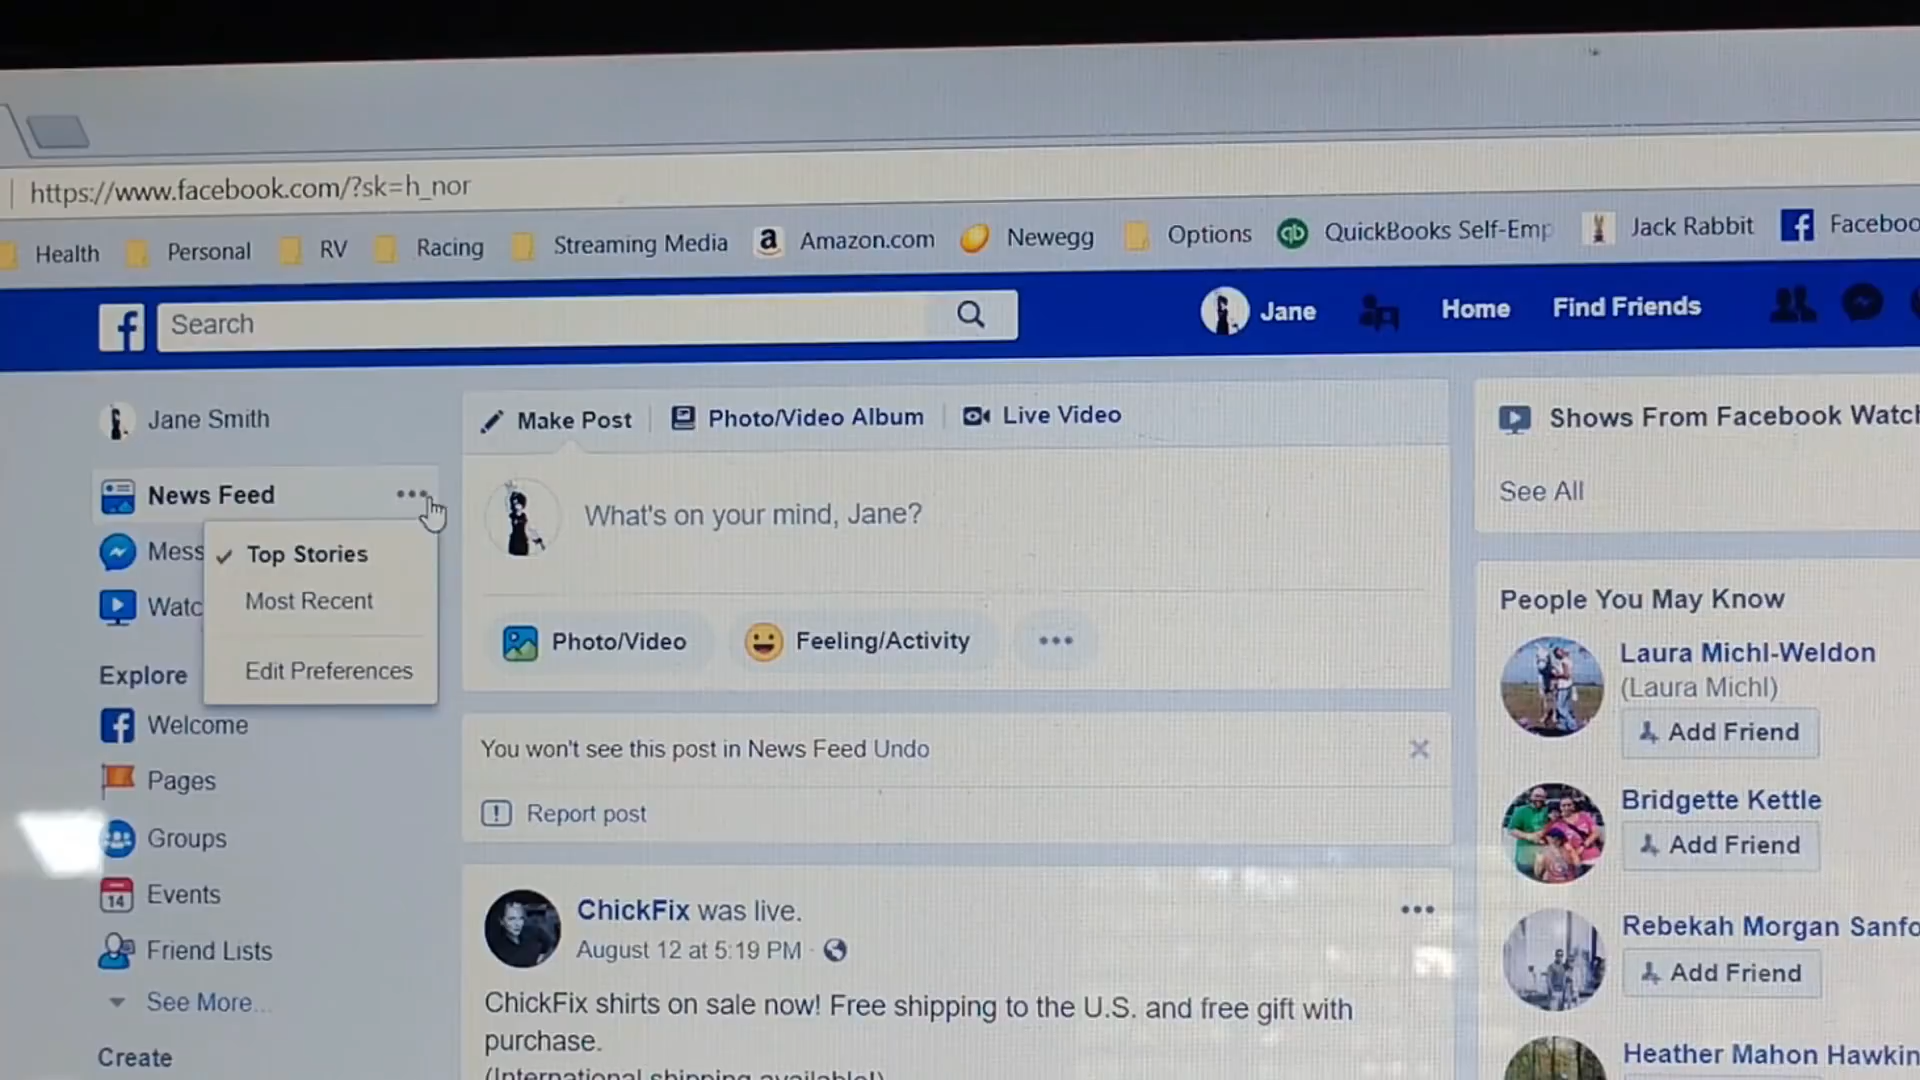 https://www.facebook.com/?sk=h_nor
Health Personal RV Racing Streaming Media Amazon.com Newegg Options QuickBooks Self-Emp Jack Rabbit Faceboo
Search
Jane Home Find Friends
Jane Smith
News Feed
Mess
Watc
Top Stories
Most Recent
Edit Preferences
Explore
Welcome
Pages
Groups
14 Events
Friend Lists
See More...
Create
Make Post Photo/Video Album Live Video
What's on your mind, Jane?
Photo/Video Feeling/Activity
You won't see this post in News Feed Undo
Report post
ChickFix was live.
August 12 at 5:19 PM ·
ChickFix shirts on sale now! Free shipping to the U.S. and free gift with
purchase.
(International shipping available!)
Shows From Facebook Watch
See All
People You May Know
Laura Michl-Weldon
(Laura Michl)
Add Friend
Bridgette Kettle
Add Friend
Rebekah Morgan Sanfo
Add Friend
Heather Mahon Hawkin